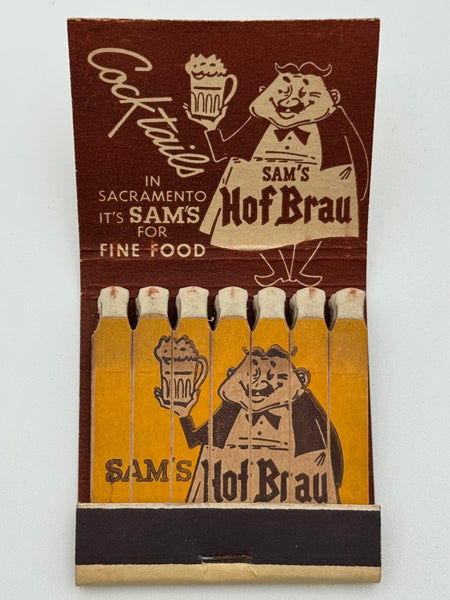 Cocktails
IN
SACRAMENTO
IT'S SAM'S
FOR
FINE FOOD
SAM'S
Hof Brau
SAM'S Hof Brau